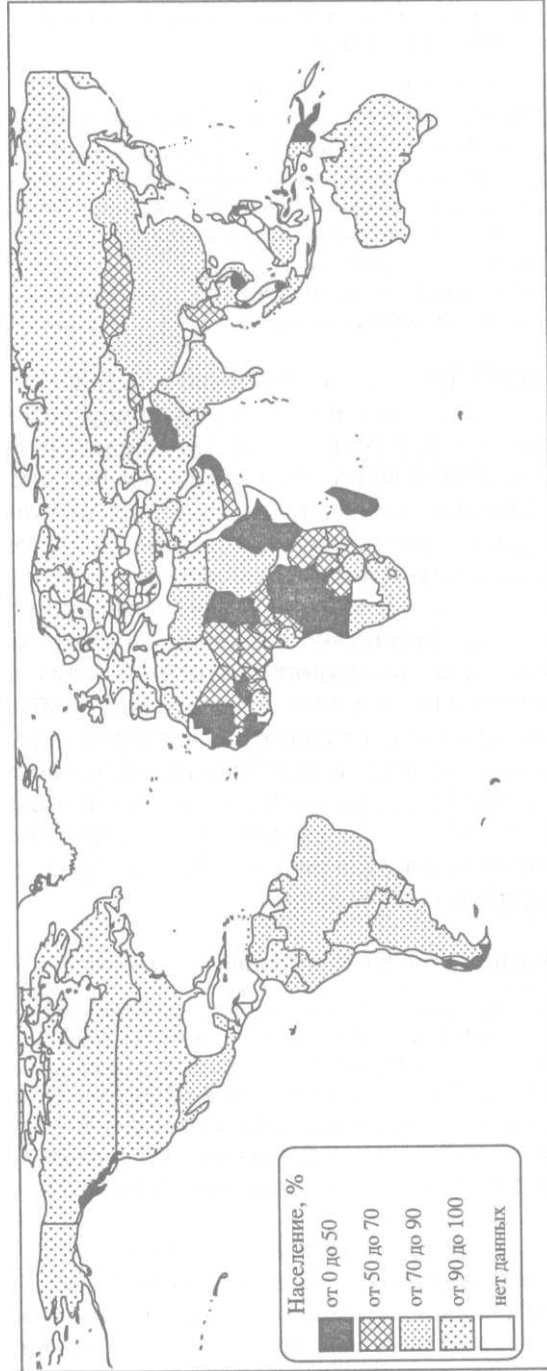 Население, %
от 0 до 50
от 50 до 70
от 70 до 90
от 90 до 100
нет данных